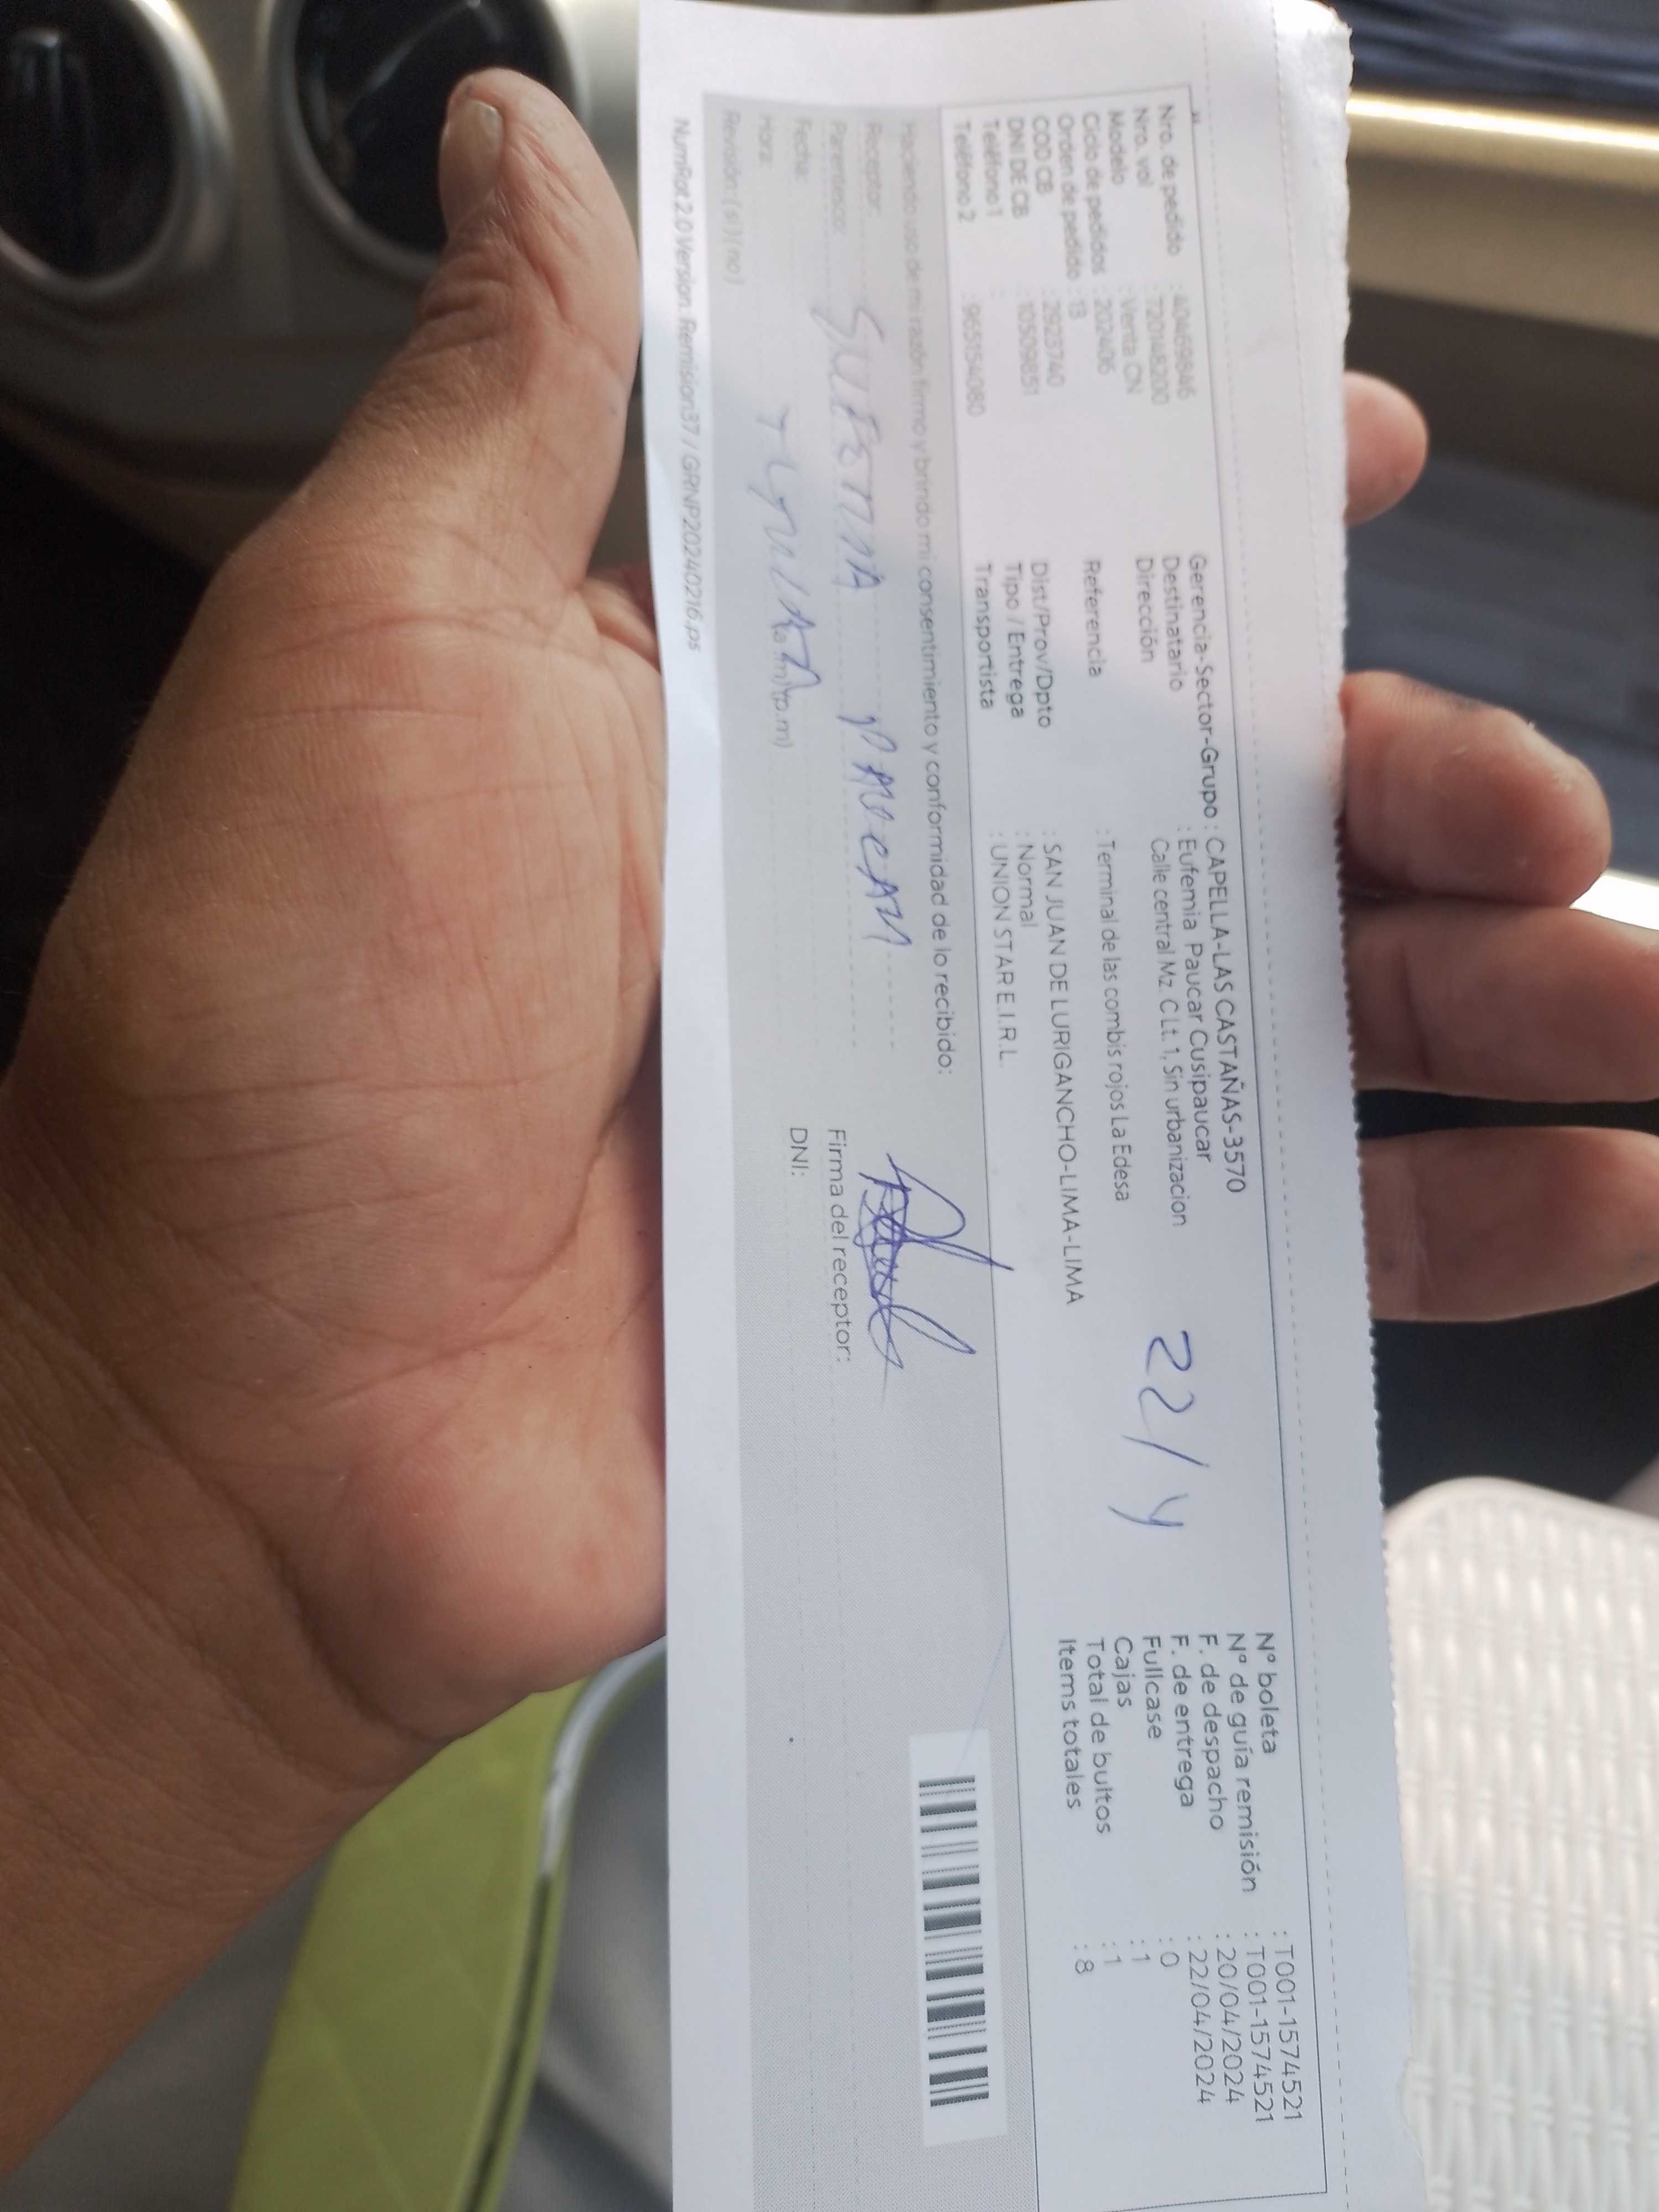 Nro. de pedido : 404698846
Nro. vol : 720148200
Modelo : Venta CN
Ciclo de pedidos : 202406
Orden de pedido : 13
COD CB : 2923740
DNI DE CB : 10509851
Teléfono 1 :
Teléfono 2 : 965154080
Gerencia-Sector-Grupo : CAPELLA-LAS CASTAÑAS-3570
Destinatario : Eufemia Paucar Cusipaucar
Dirección Calle central Mz. C Lt. 1, Sin urbanizacion
Referencia : Terminal de las combis rojos La Edesa
Dist/Prov/Dpto : SAN JUAN DE LURIGANCHO-LIMA-LIMA
Tipo / Entrega : Normal
Transportista : UNION STAR E.I.R.L.
22/4
N° boleta : T001-1574521
N° de guía remisión : T001-1574521
F. de despacho : 20/04/2024
F. de entrega : 22/04/2024
Fullcase : 0
Cajas : 1
Total de bultos : 1
Items totales : 8
Haciendo uso de mi razón firmo y brindo mi consentimiento y conformidad de lo recibido:
Receptor:
Parentesco:
Fecha:
Hora: (a.m)(p.m)
Revisión: (si) (no)
Firma del receptor:
DNI:
NumRot 2.0 Version. Remision37 / GRNP20240216.ps